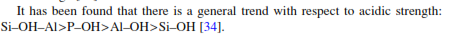 It has been found that there is a general trend with respect to acidic strength:
Si–OH–Al>P–OH>Al–OH>Si–OH [34].